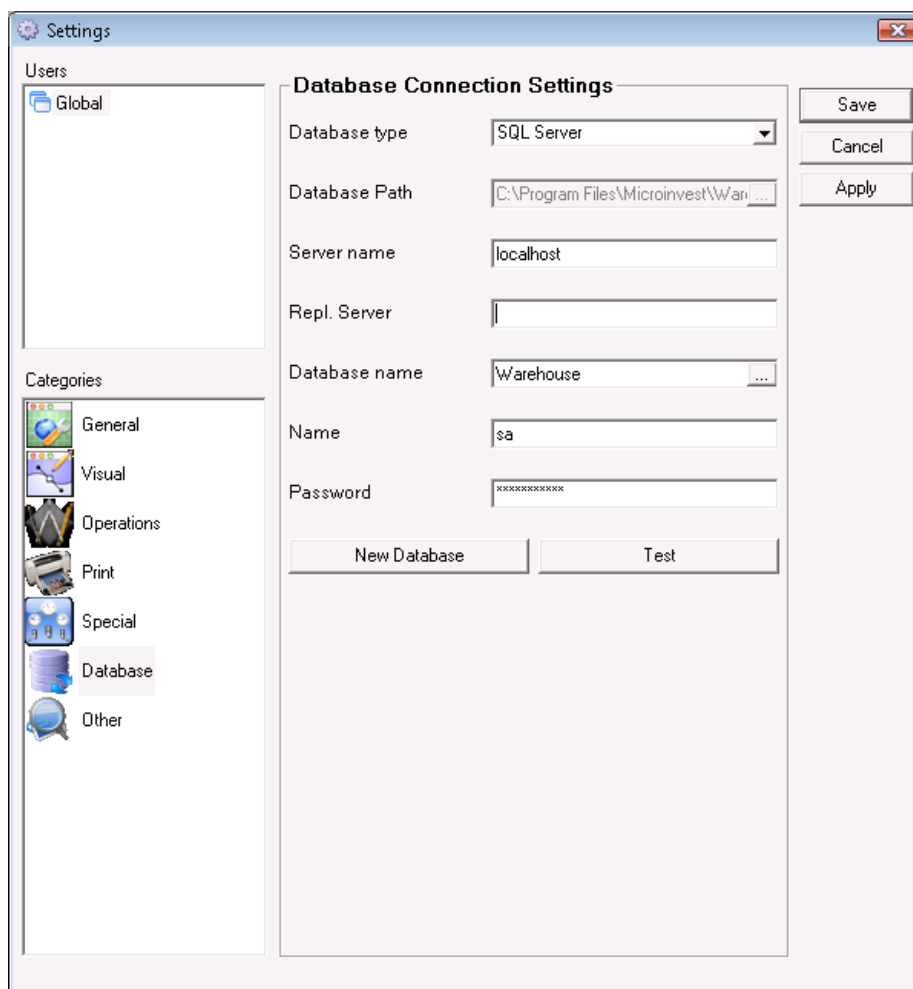 Settings
Users
Global
Categories
General
Visual
Operations
Print
Special
Database
Other
Database Connection Settings
Database type SQL Server
Database Path C:\Program Files\Microinvest\War ...
Server name localhost
Repl. Server
Database name Warehouse ...
Name sa
Password ***********
New Database Test
Save
Cancel
Apply